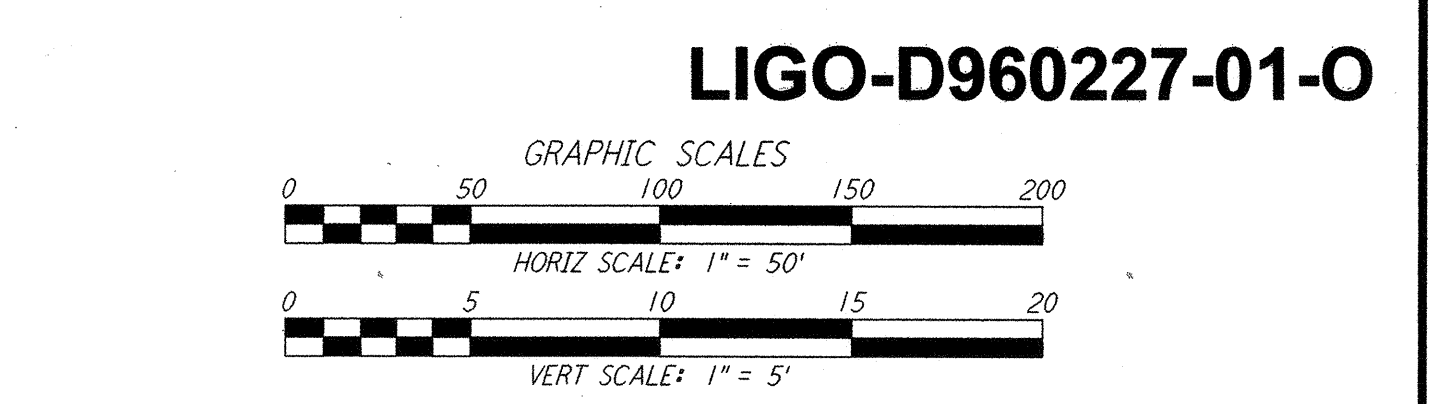 LIGO-D960227-01-O
GRAPHIC SCALES
0 50 100 150 200
HORIZ SCALE: 1" = 50'
0 5 10 15 20
VERT SCALE: 1" = 5'